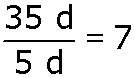 35 d / 5 d = 7